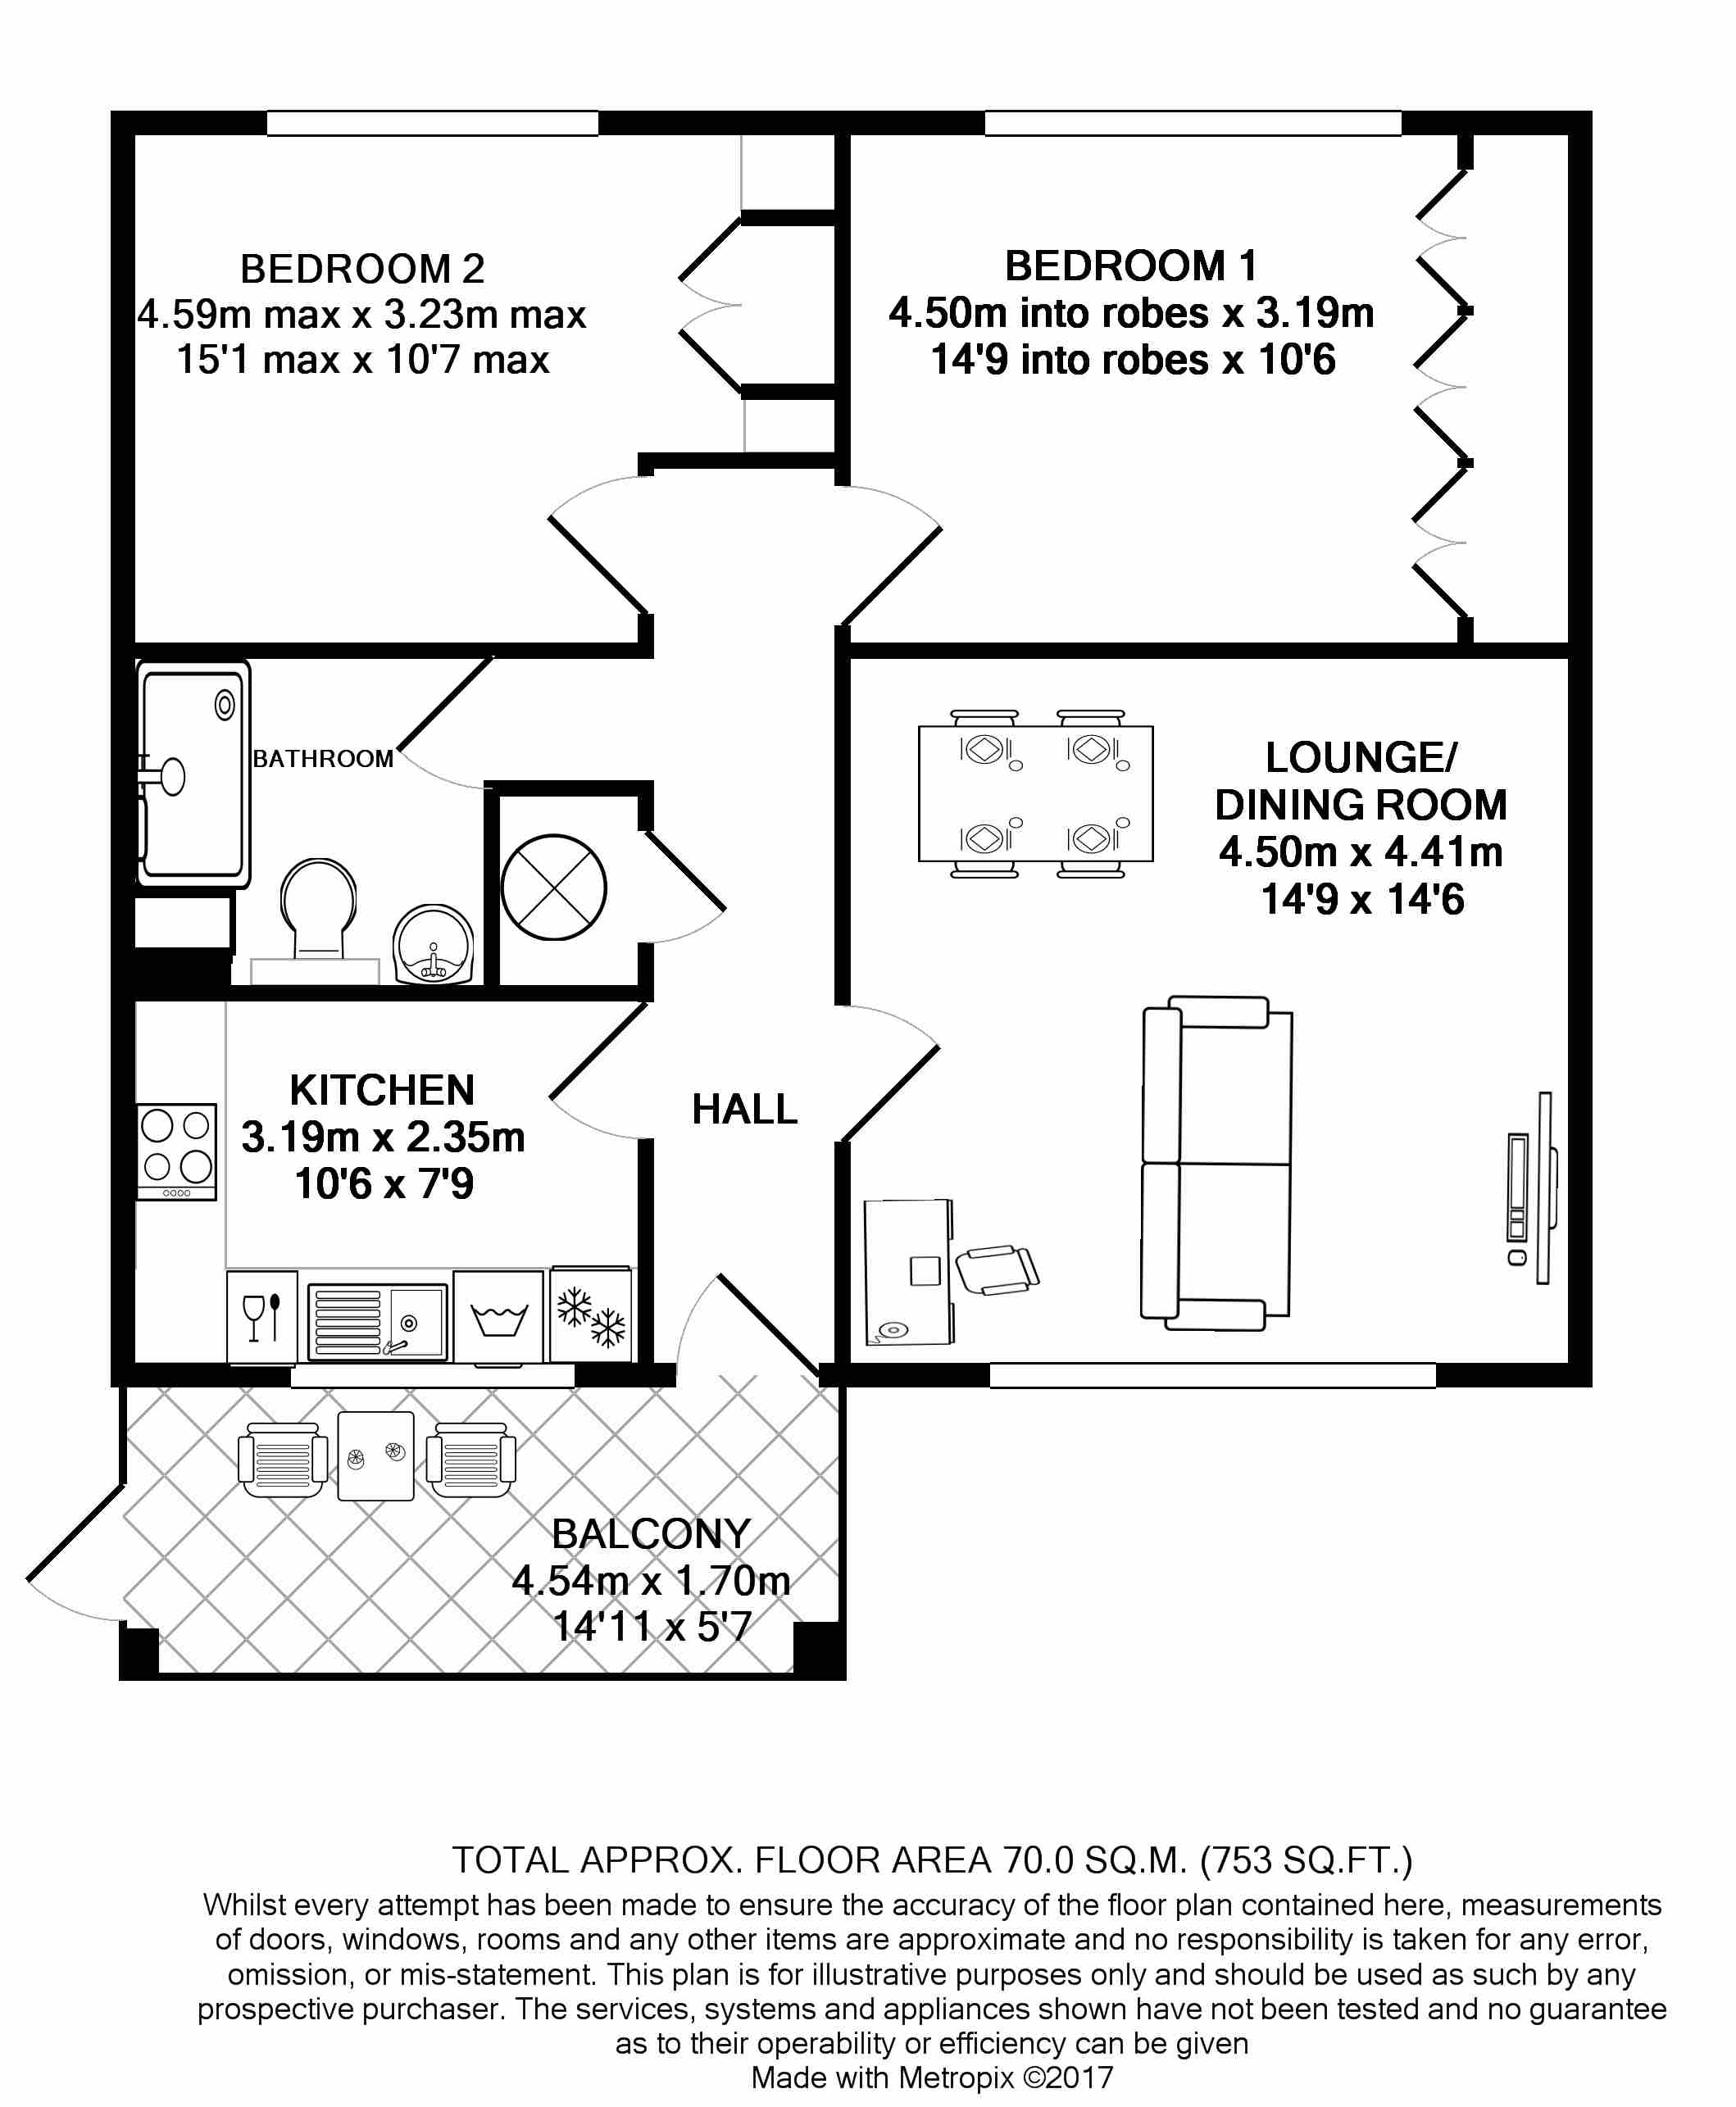 BEDROOM 2
4.59m max x 3.23m max
15'1 max x 10'7 max
BEDROOM 1
4.50m into robes x 3.19m
14'9 into robes x 10'6
BATHROOM
LOUNGE/
DINING ROOM
4.50m x 4.41m
14'9 x 14'6
KITCHEN
3.19m x 2.35m
10'6 x 7'9
HALL
BALCONY
4.54m x 1.70m
14'11 x 5'7
TOTAL APPROX. FLOOR AREA 70.0 SQ.M. (753 SQ.FT.)
Whilst every attempt has been made to ensure the accuracy of the floor plan contained here, measurements
of doors, windows, rooms and any other items are approximate and no responsibility is taken for any error,
omission, or mis-statement. This plan is for illustrative purposes only and should be used as such by any
prospective purchaser. The services, systems and appliances shown have not been tested and no guarantee
as to their operability or efficiency can be given
Made with Metropix ©2017